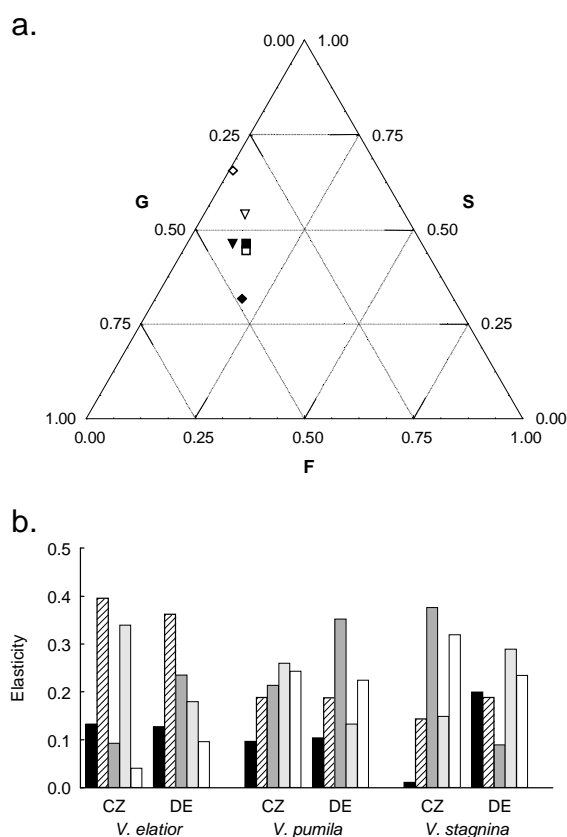 a.
0.00 1.00
0.25 0.75
G S
0.50 0.50
0.75 0.25
1.00 0.00
0.00 0.25 0.50 0.75 1.00
F
b.
0.5
0.4
0.3
0.2
0.1
0.0
Elasticity
CZ DE CZ DE CZ DE
V. elatior V. pumila V. stagnina